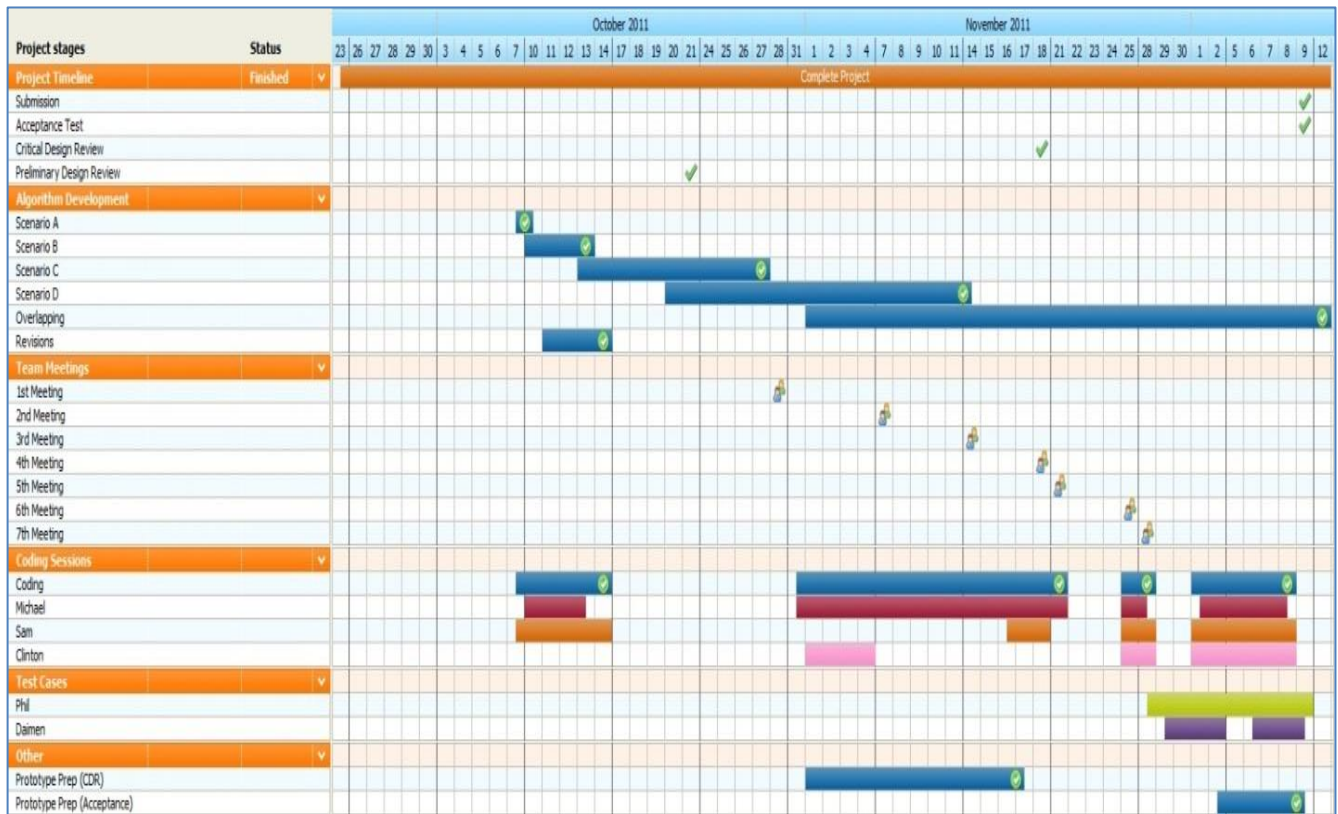 October 2011 November 2011
Project stages Status 23 26 27 28 29 30 3 4 5 6 7 10 11 12 13 14 17 18 19 20 21 24 25 26 27 28 31 1 2 3 4 7 8 9 10 11 14 15 16 17 18 21 22 23 24 25 28 29 30 1 2 5 6 7 8 9 12
Project Timeline Finished Complete Project
Submission
Acceptance Test
Critical Design Review
Preliminary Design Review
Algorithm Development
Scenario A
Scenario B
Scenario C
Scenario D
Overlapping
Revisions
Team Meetings
1st Meeting
2nd Meeting
3rd Meeting
4th Meeting
5th Meeting
6th Meeting
7th Meeting
Coding Sessions
Coding
Michael
Sam
Clinton
Test Cases
Phil
Daimen
Other
Prototype Prep (CDR)
Prototype Prep (Acceptance)